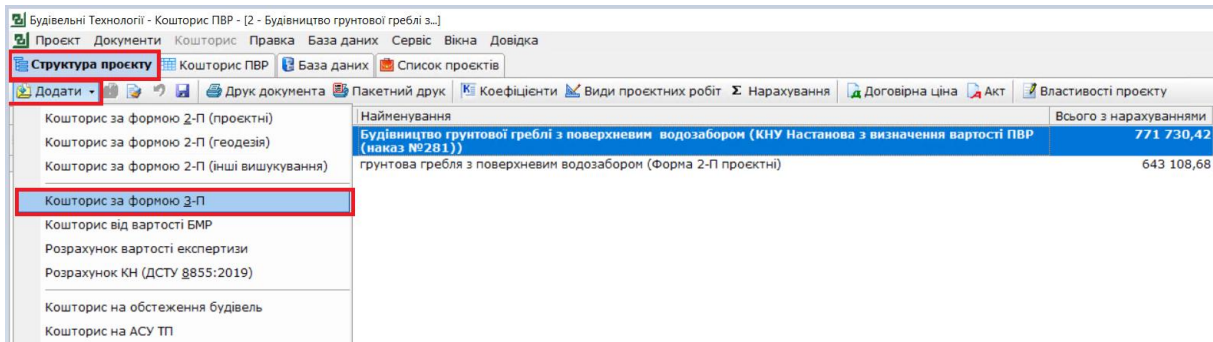 Будівельні Технології - Кошторис ПВР - [2 - Будівництво грунтової греблі з...]
Проєкт Документи Кошторис Правка База даних Сервіс Вікна Довідка
Структура проєкту Кошторис ПВР База даних Список проєктів
Додати Друк документа Пакетний друк Коефіцієнти Види проєктних робіт Σ Нарахування Договірна ціна Акт Властивості проєкту
Кошторис за формою 2-П (проєктні)
Кошторис за формою 2-П (геодезія)
Кошторис за формою 2-П (інші вишукування)
Кошторис за формою 3-П
Кошторис від вартості БМР
Розрахунок вартості експертизи
Розрахунок КН (ДСТУ 8855:2019)
Кошторис на обстеження будівель
Кошторис на АСУ ТП
Найменування Всього з нарахуваннями
Будівництво грунтової греблі з поверхневим водозабором (КНУ Настанова з визначення вартості ПВР
(наказ №281)) 771 730,42
грунтова гребля з поверхневим водозабором (Форма 2-П проєктні) 643 108,68